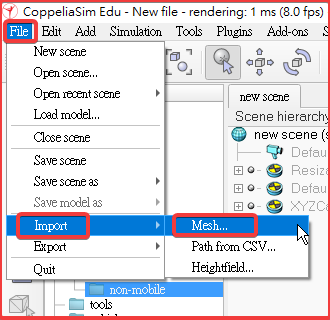 CoppeliaSim Edu - New file - rendering: 1 ms (8.0 fps)
File Edit Add Simulation Tools Plugins Add-ons
New scene
Open scene...
Open recent scene
Load model...
Close scene
Save scene
Save scene as
Save model as
Import
Export
Quit
Mesh...
Path from CSV...
Heightfield...
new scene
Scene hierarchy
new scene (s
Defau
Resiza
Defau
XYZC
Defau
non-mobile
tools